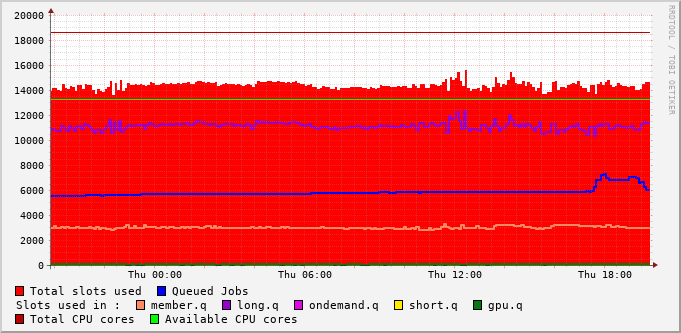 20000
18000
16000
14000
12000
10000
8000
6000
4000
2000
0
Thu 00:00 Thu 06:00 Thu 12:00 Thu 18:00
RRDTOOL / TOBI OETIKER
Total slots used Queued Jobs
Slots used in : member.q long.q ondemand.q short.q gpu.q
Total CPU cores Available CPU cores